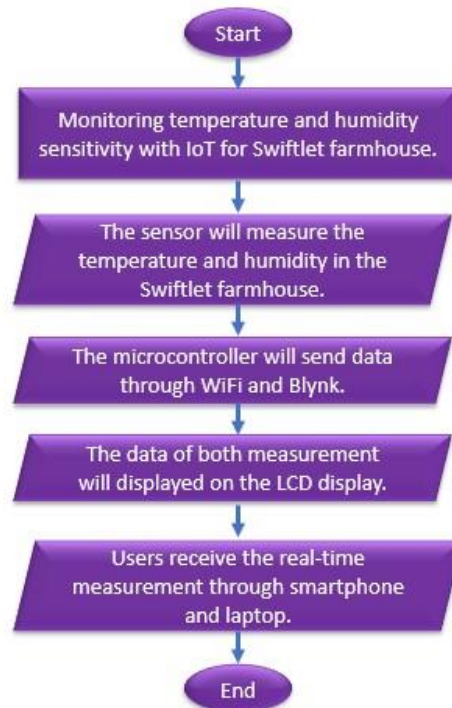 Start
Monitoring temperature and humidity
sensitivity with IoT for Swiftlet farmhouse.
The sensor will measure the
temperature and humidity in the
Swiftlet farmhouse.
The microcontroller will send data
through WiFi and Blynk.
The data of both measurement
will displayed on the LCD display.
Users receive the real-time
measurement through smartphone
and laptop.
End